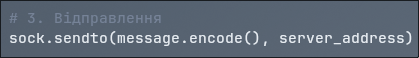 # 3. Відправлення
sock.sendto(message.encode(), server_address)